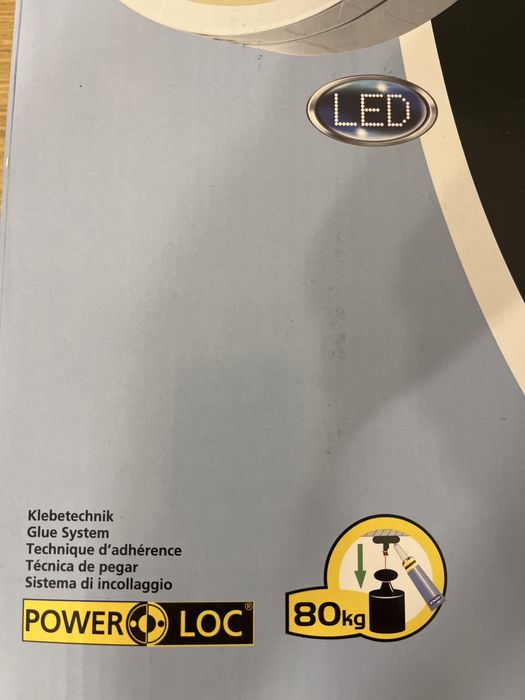 LED
Klebetechnik
Glue System
Technique d'adhérence
Técnica de pegar
Sistema di incollaggio
POWER LOC®
80kg